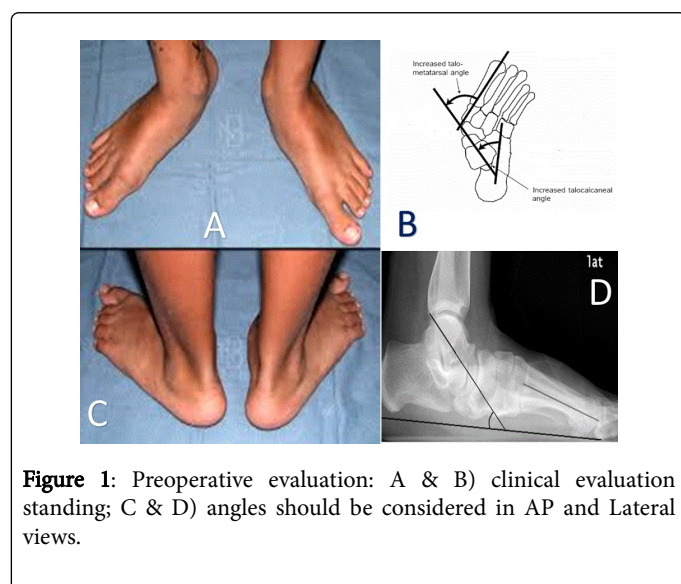 Increased talo-
metatarsal angle
Increased talocalcaneal
angle
A
B
C
lat
D
Figure 1: Preoperative evaluation: A & B) clinical evaluation
standing; C & D) angles should be considered in AP and Lateral
views.